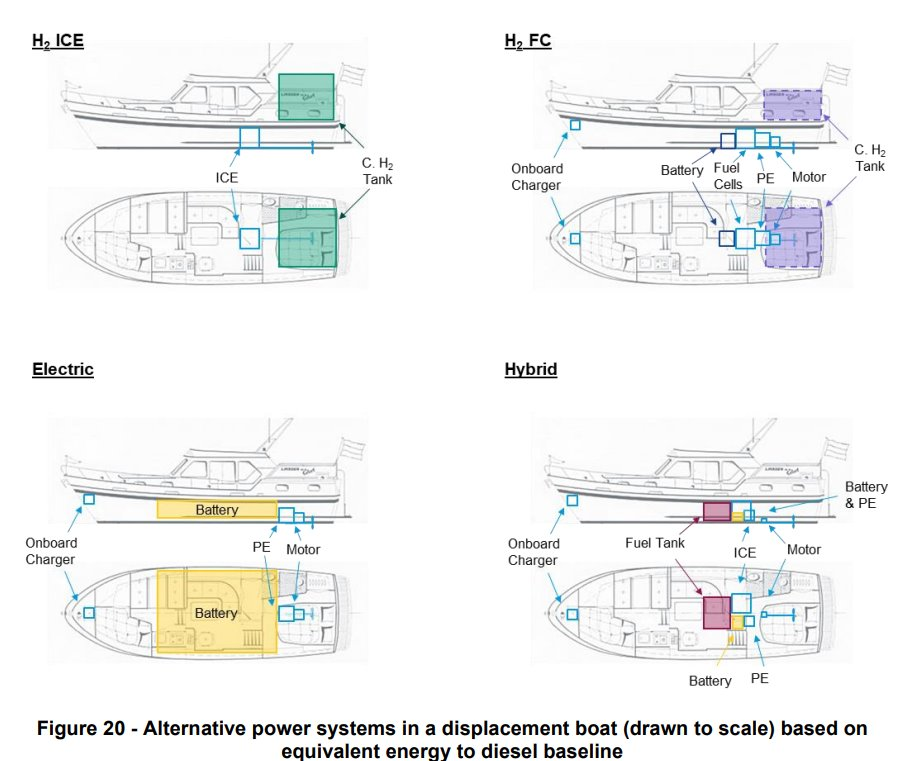 H₂ ICE
ICE
C. H₂
Tank
H₂ FC
Onboard
Charger
Battery
Fuel
Cells
PE
Motor
C. H₂
Tank
Electric
Battery
Onboard
Charger
PE
Motor
Battery
Hybrid
Battery
& PE
Onboard
Charger
Fuel Tank
ICE
Motor
Battery
PE
Figure 20 - Alternative power systems in a displacement boat (drawn to scale) based on
equivalent energy to diesel baseline